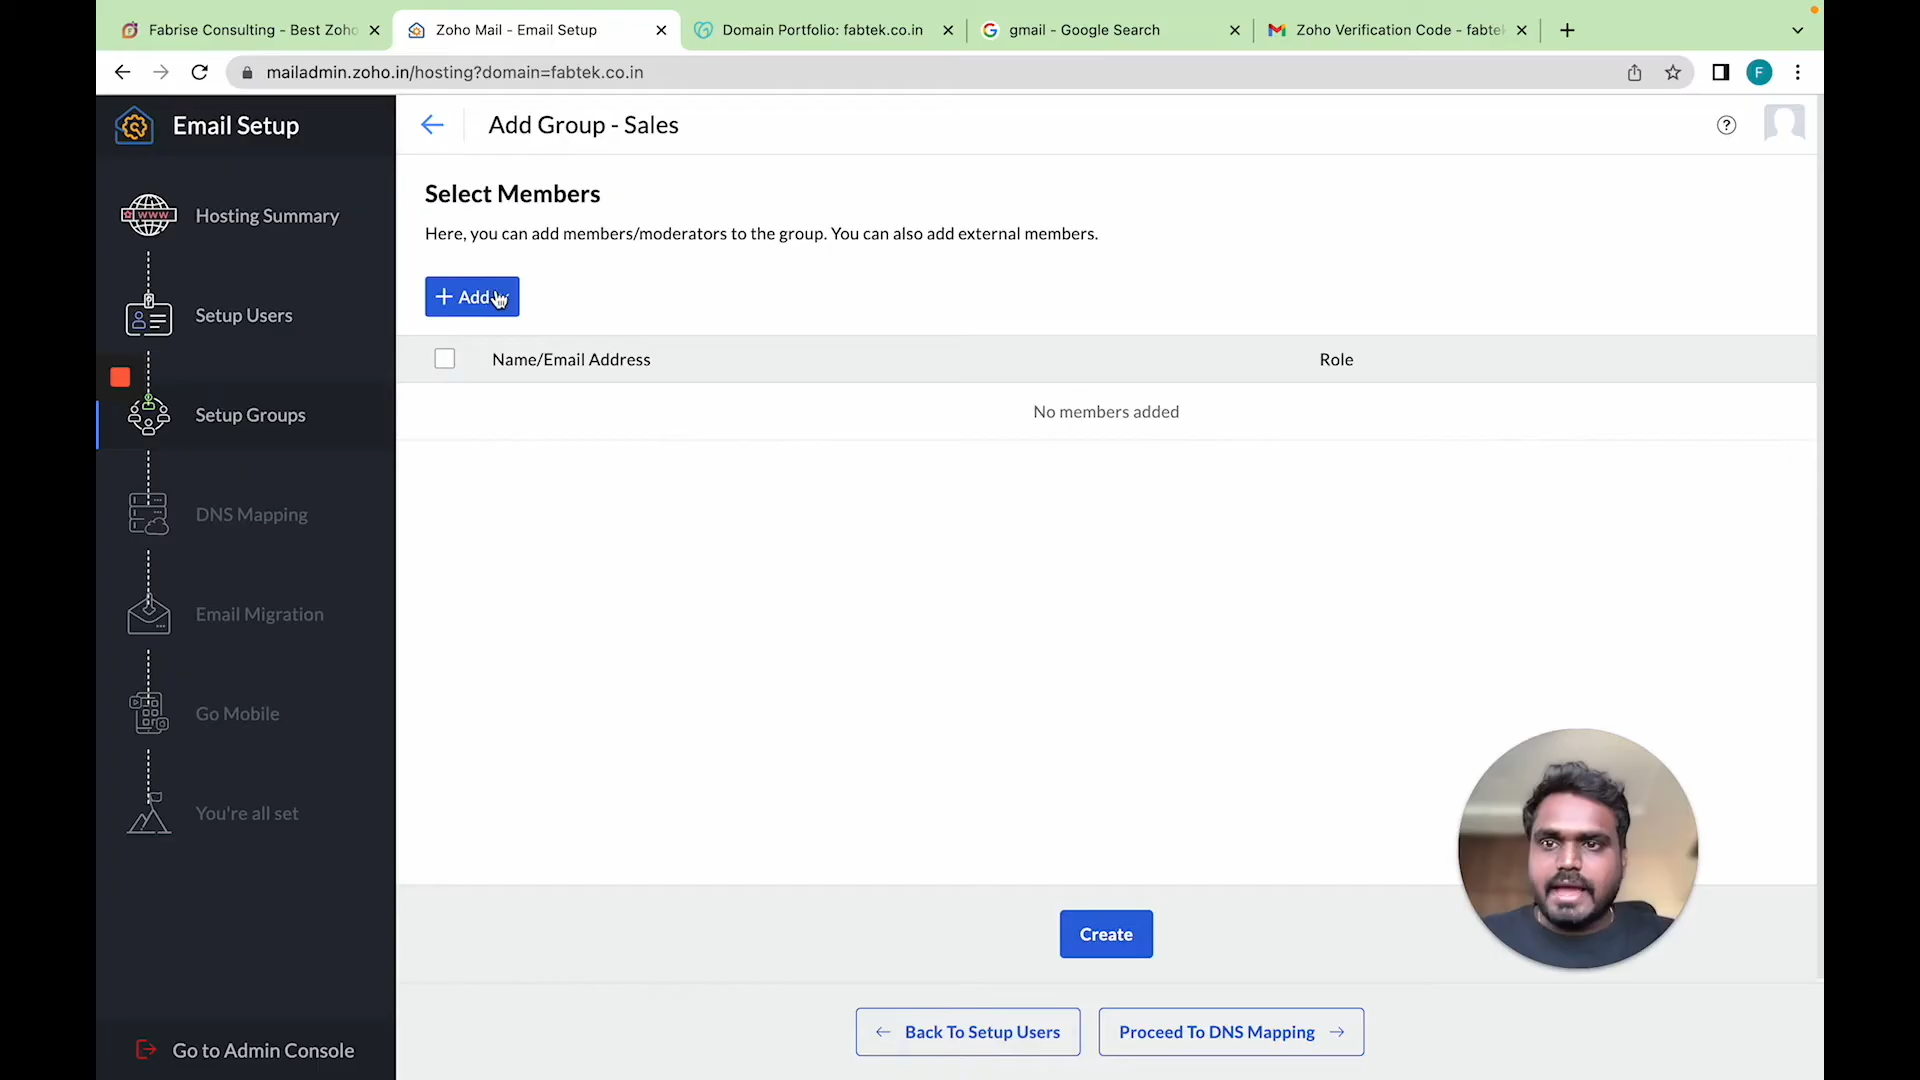 Fabrise Consulting - Best Zoho
Zoho Mail - Email Setup
Domain Portfolio: fabtek.co.in
gmail - Google Search
Zoho Verification Code - fabtek
mailadmin.zoho.in/hosting?domain=fabtek.co.in
F
Email Setup
Add Group - Sales
Hosting Summary
Setup Users
Setup Groups
DNS Mapping
Email Migration
Go Mobile
You're all set
Go to Admin Console
Select Members
Here, you can add members/moderators to the group. You can also add external members.
+ Add
Name/Email Address
Role
No members added
Create
← Back To Setup Users
Proceed To DNS Mapping →
WWW